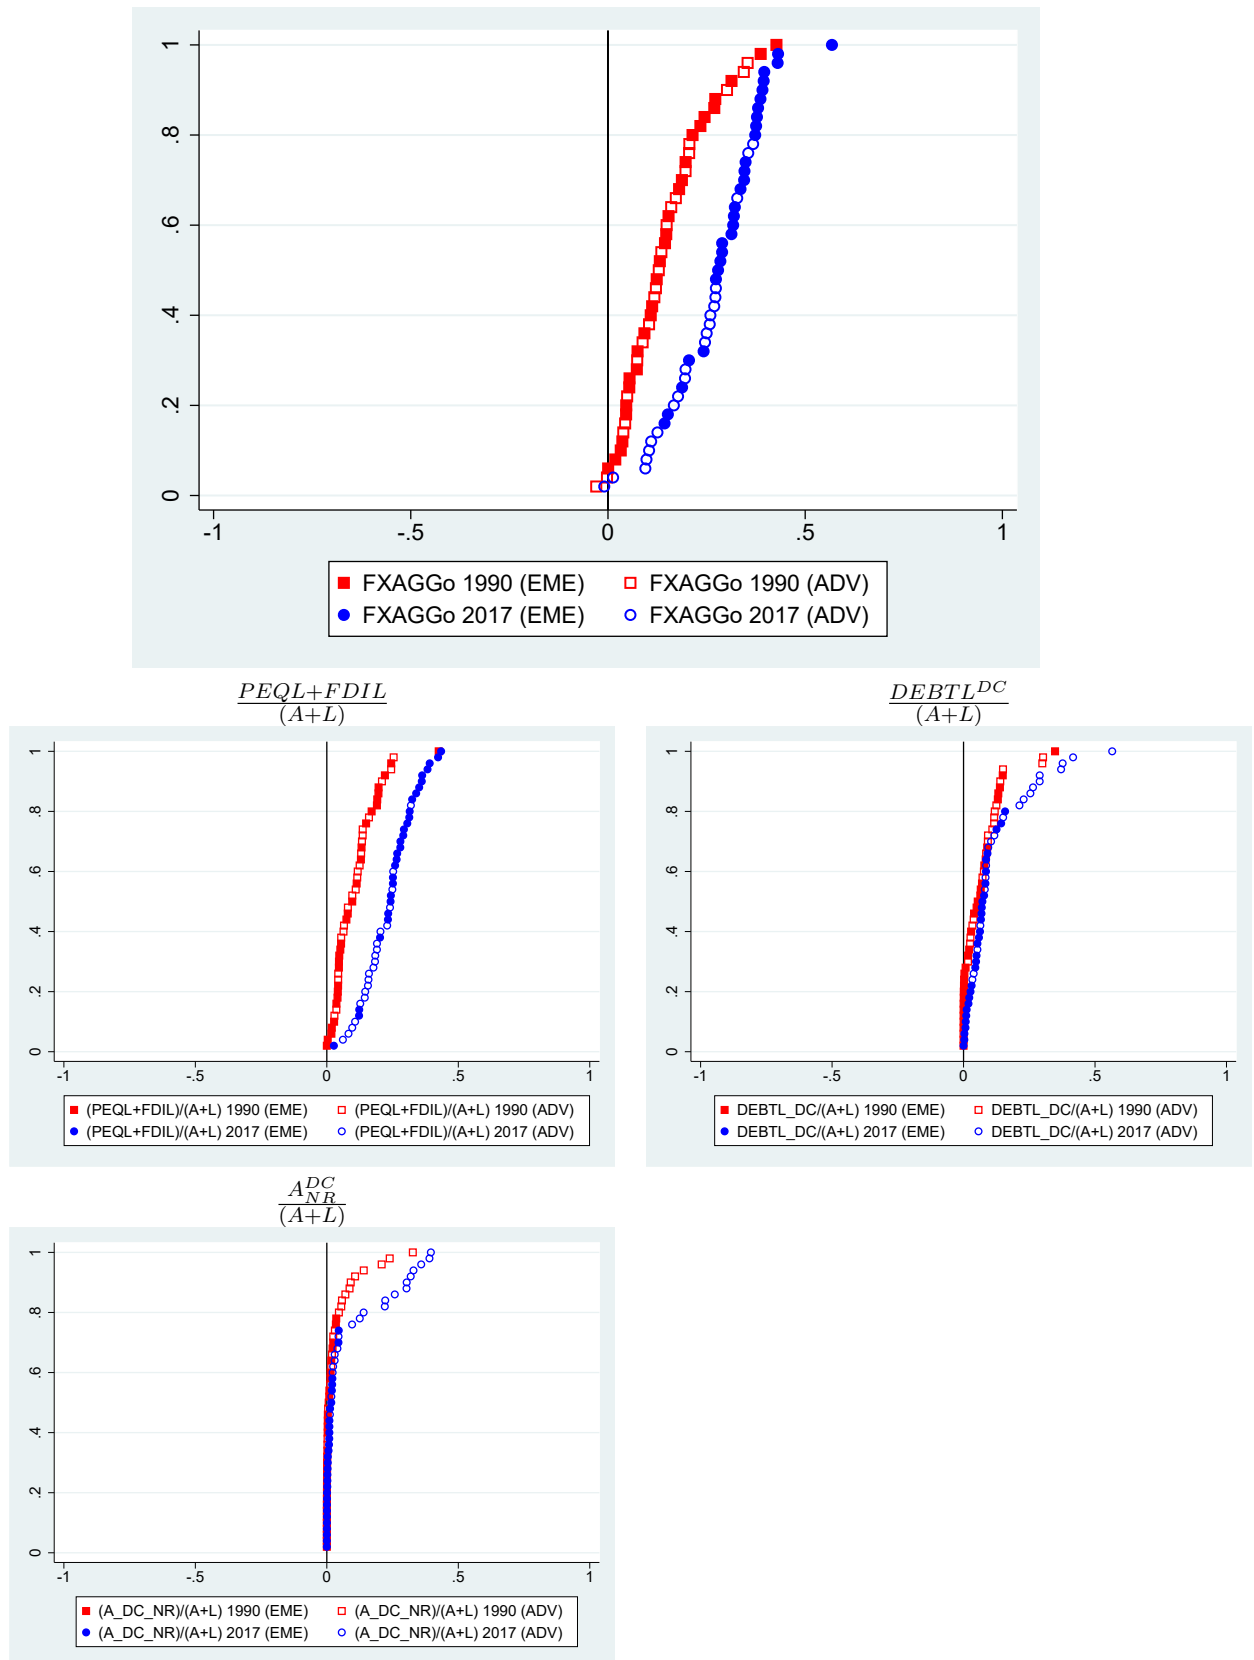 1
.8
.6
.4
.2
0
-1 -.5 0 .5 1
FXAGGo 1990 (EME) FXAGGo 1990 (ADV)
FXAGGo 2017 (EME) FXAGGo 2017 (ADV)
PEQL+FDIL
(A+L)
1
.8
.6
.4
.2
0
-1 -.5 0 .5 1
(PEQL+FDIL)/(A+L) 1990 (EME) (PEQL+FDIL)/(A+L) 1990 (ADV)
(PEQL+FDIL)/(A+L) 2017 (EME) (PEQL+FDIL)/(A+L) 2017 (ADV)
DEBTL^{DC}
(A+L)
1
.8
.6
.4
.2
0
-1 -.5 0 .5 1
DEBTL_DC/(A+L) 1990 (EME) DEBTL_DC/(A+L) 1990 (ADV)
DEBTL_DC/(A+L) 2017 (EME) DEBTL_DC/(A+L) 2017 (ADV)
A^{DC}_{NR}
(A+L)
1
.8
.6
.4
.2
0
-1 -.5 0 .5 1
(A_DC_NR)/(A+L) 1990 (EME) (A_DC_NR)/(A+L) 1990 (ADV)
(A_DC_NR)/(A+L) 2017 (EME) (A_DC_NR)/(A+L) 2017 (ADV)